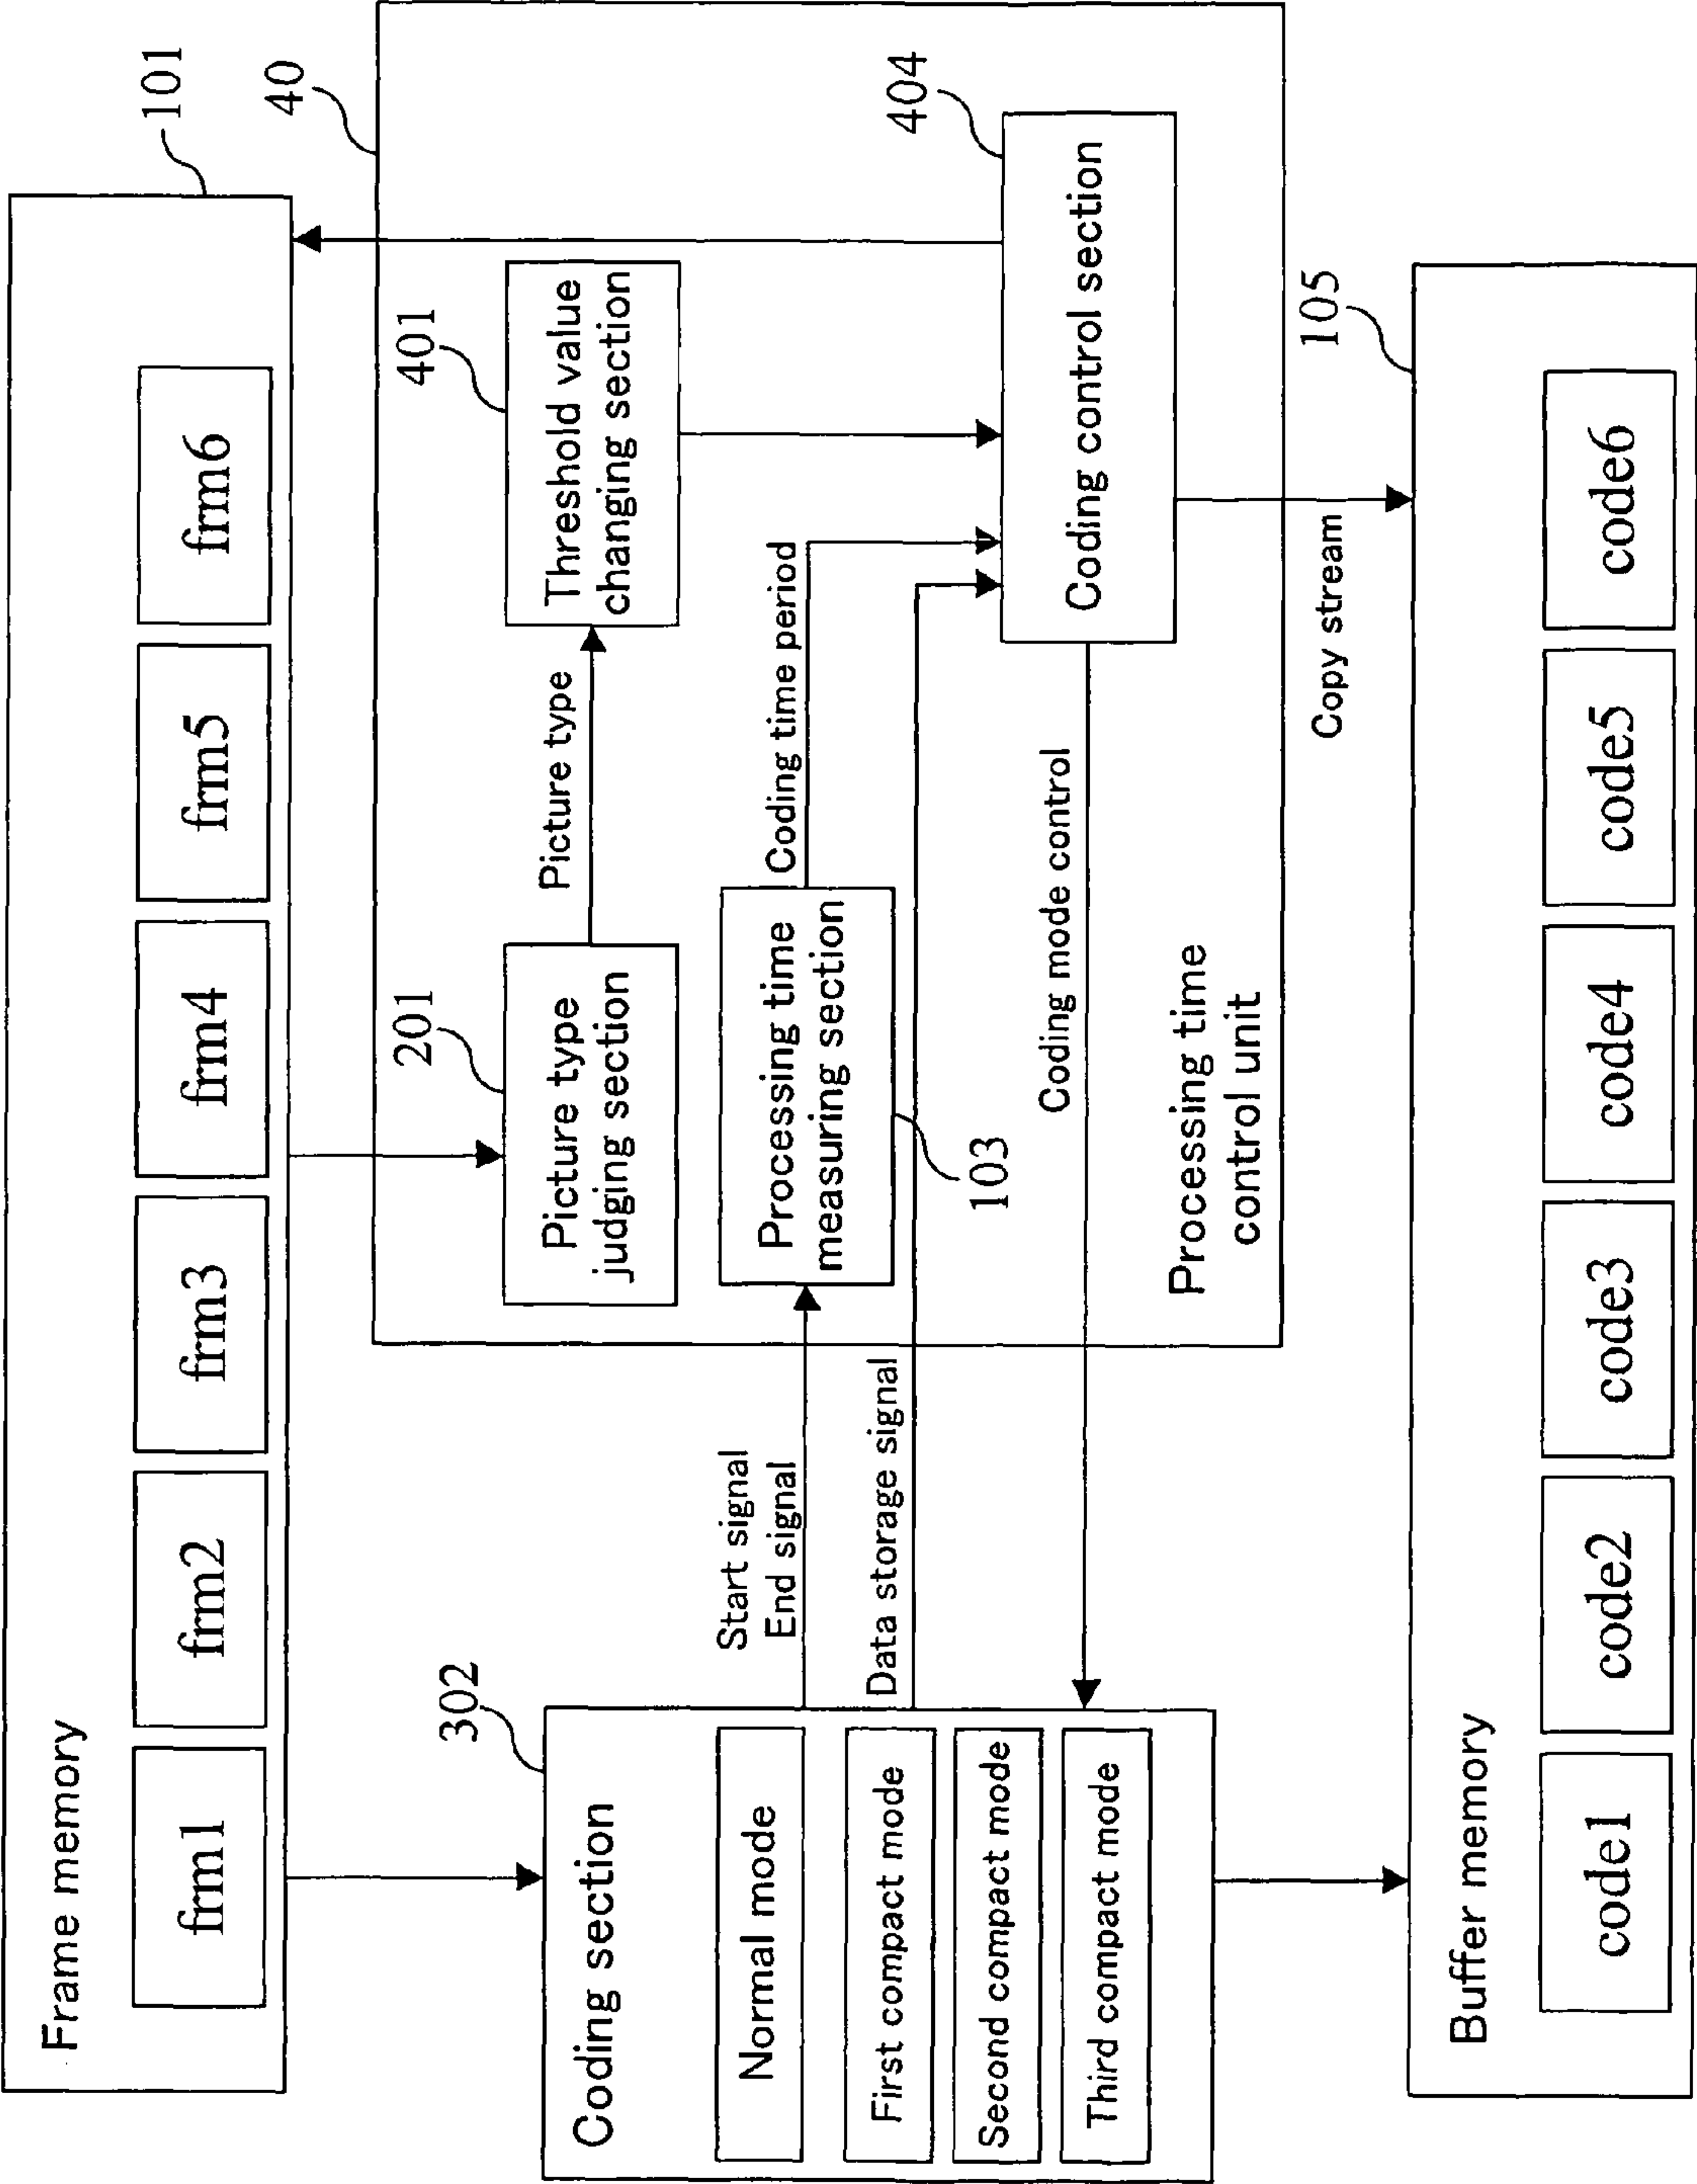 101
Frame memory
frm1
frm2
frm3
frm4
frm5
frm6
40
302
Coding section
Normal mode
First compact mode
Second compact mode
Third compact mode
Start signal
End signal
Data storage signal
201
Picture type
judging section
Picture type
401
Threshold value
changing section
Processing time
measuring section
103
Coding time period
404
Coding control section
Coding mode control
Processing time
control unit
Copy stream
105
Buffer memory
code1
code2
code3
code4
code5
code6